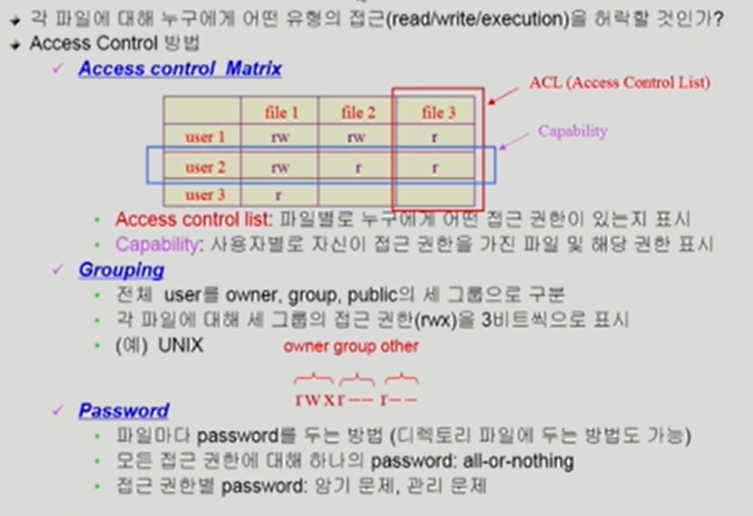 각 파일에 대해 누구에게 어떤 유형의 접근(read/write/execution)을 허락할 것인가?
Access Control 방법
Access control Matrix
ACL (Access Control List)
file 1 file 2 file 3
user 1 rw rw r
Capability
user 2 rw r r
user 3 r
Access control list: 파일별로 누구에게 어떤 접근 권한이 있는지 표시
Capability: 사용자별로 자신이 접근 권한을 가진 파일 및 해당 권한 표시
Grouping
전체 user를 owner, group, public의 세 그룹으로 구분
각 파일에 대해 세 그룹의 접근 권한(rwx)을 3비트씩으로 표시
(예) UNIX owner group other
rwxr-- r--
Password
파일마다 password를 두는 방법 (디렉토리 파일에 두는 방법도 가능)
모든 접근 권한에 대해 하나의 password: all-or-nothing
접근 권한별 password: 암기 문제, 관리 문제